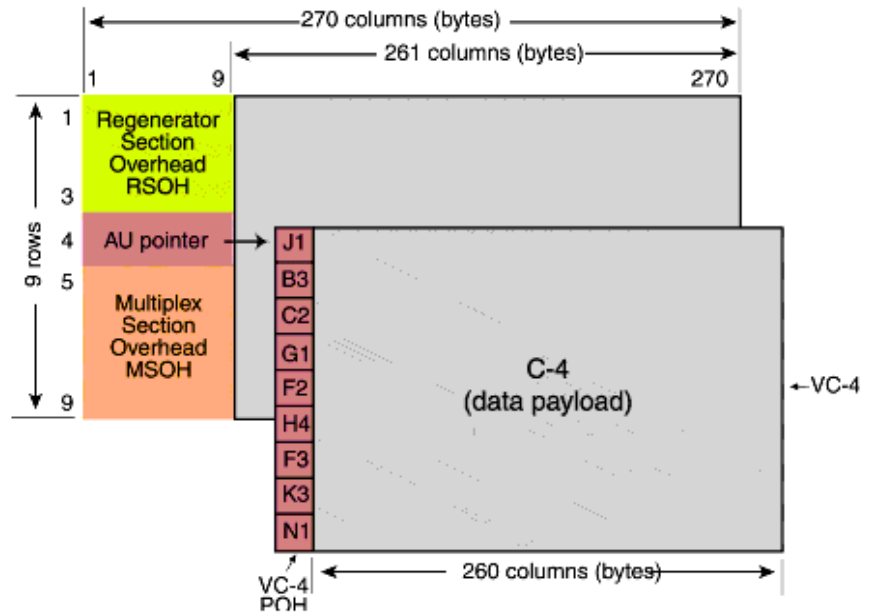 270 columns (bytes)
261 columns (bytes)
1
9
270
1
3
4
5
9
9 rows
Regenerator
Section
Overhead
RSOH
AU pointer
Multiplex
Section
Overhead
MSOH
J1
B3
C2
G1
F2
H4
F3
K3
N1
C-4
(data payload)
VC-4
260 columns (bytes)
VC-4
POH